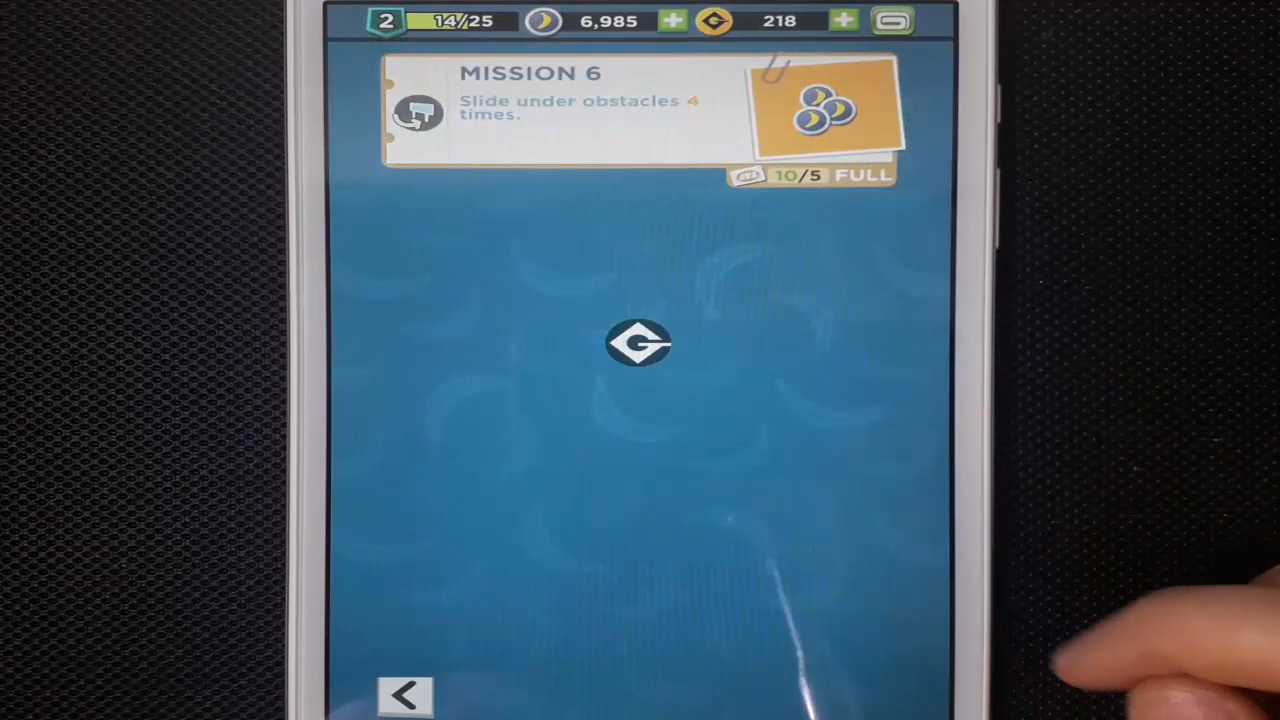 2 14/25 6,985 218
MISSION 6
Slide under obstacles 4
times.
10/5 FULL